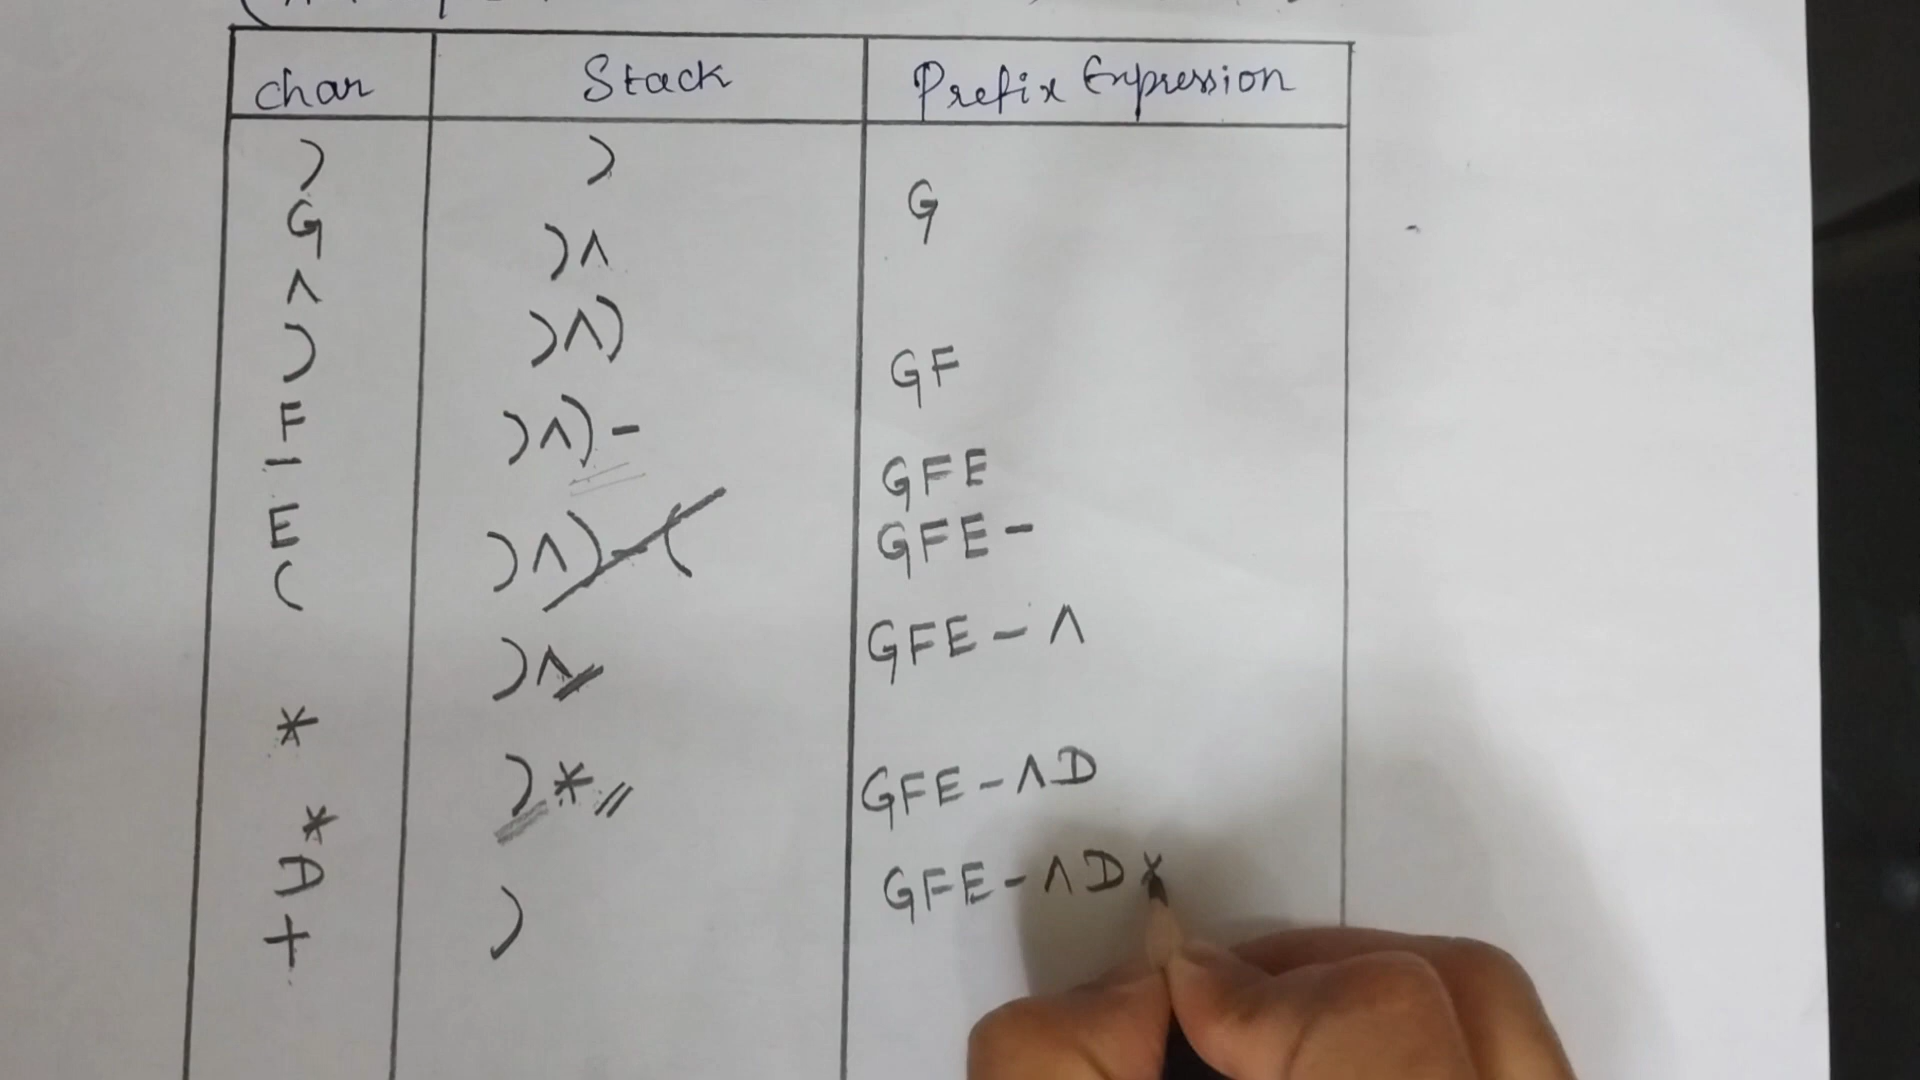 char Stack Prefix Expression
) )
G G
)∧
∧
)∧)
) GF
F )∧)-
- GFE
E )∧)-( GFE-
(
)∧ GFE-∧
*
)* GFE-∧D
*
D GFE-∧D*
+ )